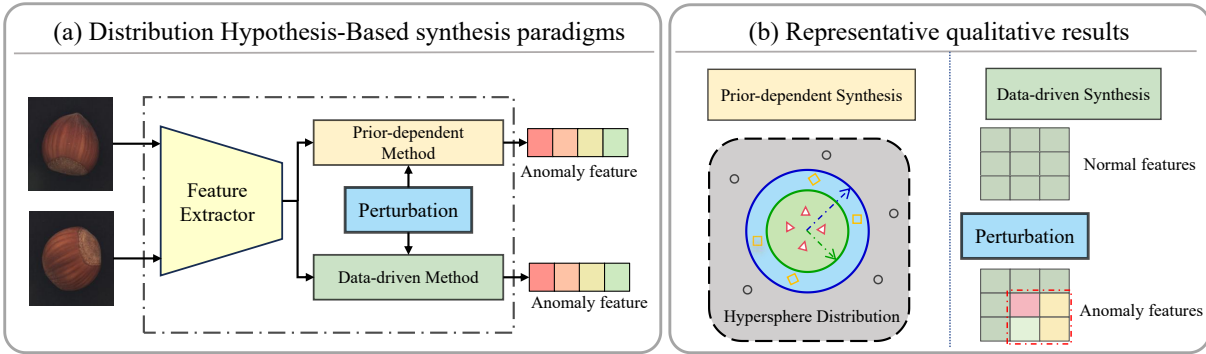 (a) Distribution Hypothesis-Based synthesis paradigms
Feature
Extractor
Prior-dependent
Method
Perturbation
Data-driven Method
Anomaly feature
Anomaly feature
(b) Representative qualitative results
Prior-dependent Synthesis
Hypersphere Distribution
Data-driven Synthesis
Normal features
Perturbation
Anomaly features